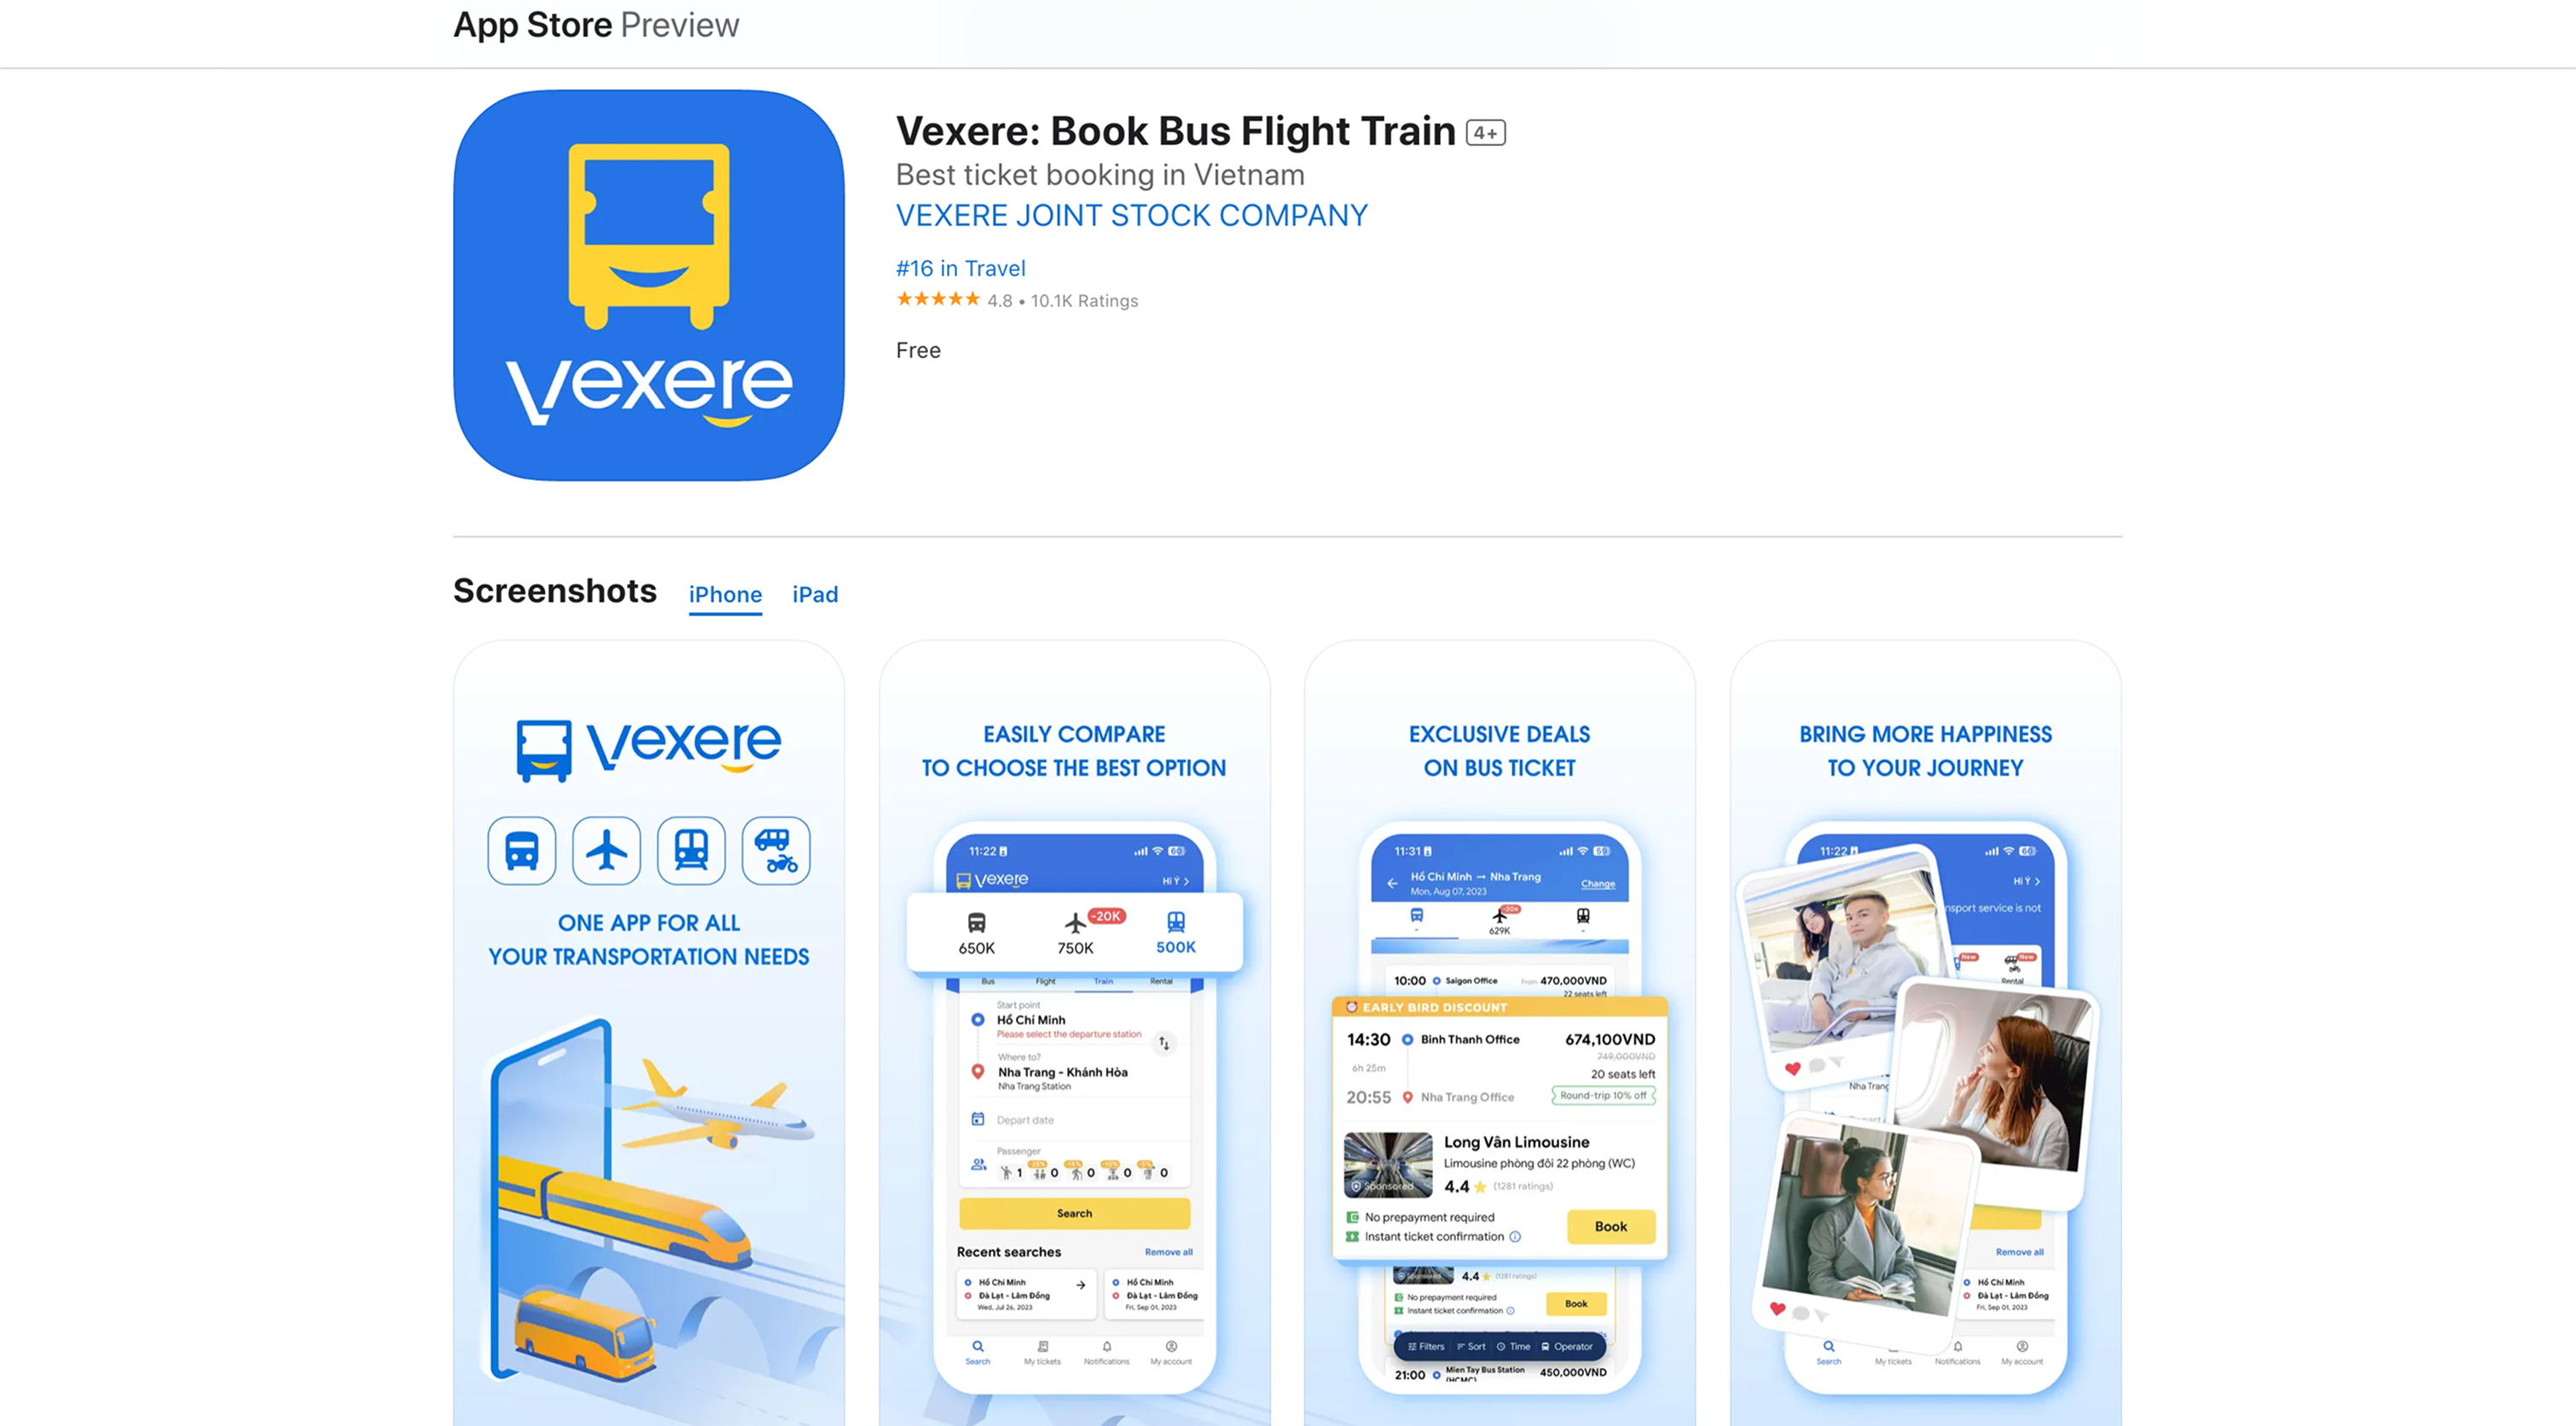 App Store Preview
Vexere: Book Bus Flight Train 4+
Best ticket booking in Vietnam
VEXERE JOINT STOCK COMPANY
#16 in Travel
4.8 • 10.1K Ratings
Free
vexere
Screenshots iPhone iPad
vexere
ONE APP FOR ALL
YOUR TRANSPORTATION NEEDS
EASILY COMPARE
TO CHOOSE THE BEST OPTION
11:22
vexere Hi Ý
-20K
650K 750K 500K
Bus Flight Train Rental
Start point
Hồ Chí Minh
Please select the departure station
Where to?
Nha Trang - Khánh Hòa
Nha Trang Station
Depart date
Passenger
1 0 0 0 0
Search
Recent searches Remove all
Hồ Chí Minh
Đà Lạt - Lâm Đồng
Wed, Jul 26, 2023
Hồ Chí Minh
Đà Lạt - Lâm Đồng
Fri, Sep 01, 2023
Search My tickets Notifications My account
EXCLUSIVE DEALS
ON BUS TICKET
11:31
Hồ Chí Minh → Nha Trang Change
Mon, Aug 07, 2023
629K
10:00 Saigon Office From 470,000VND
22 seats left
EARLY BIRD DISCOUNT
14:30 Binh Thanh Office 674,100VND
749,000VND
6h 25m 20 seats left
20:55 Nha Trang Office Round-trip 10% off
Long Vân Limousine
Limousine phòng đôi 22 phòng (WC)
Sponsored 4.4 (1281 ratings)
No prepayment required
Instant ticket confirmation
Book
Sponsored 4.4 (1281 ratings)
No prepayment required
Instant ticket confirmation
Book
Filters Sort Time Operator
21:00 Mien Tay Bus Station 450,000VND
BRING MORE HAPPINESS
TO YOUR JOURNEY
11:22
Hi Ý
nsport service is not
New New
Rental
Nha Trang
Remove all
Hồ Chí Minh
Đà Lạt - Lâm Đồng
Fri, Sep 01, 2023
Search My tickets Notifications My account